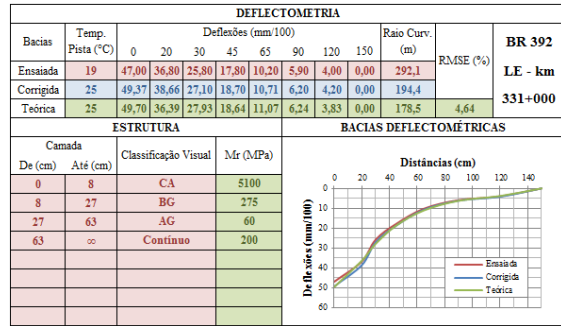 DEFLECTOMETRIA
Bacias Temp. Pista (°C) Deflexões (mm/100) Raio Curv. (m) RMSE (%) BR 392 LE - km 331+000
0 20 30 45 65 90 120 150
Ensaiada 19 47,00 36,80 25,80 17,80 10,20 5,90 4,00 0,00 292,1
Corrigida 25 49,37 38,66 27,10 18,70 10,71 6,20 4,20 0,00 194,4
Teórica 25 49,70 36,39 27,93 18,64 11,07 6,24 3,83 0,00 178,5 4,64
ESTRUTURA
Camada Classificação Visual Mr (MPa)
De (cm) Até (cm)
0 8 CA 5100
8 27 BG 275
27 63 AG 60
63 ∞ Contínuo 200
BACIAS DEFLECTOMÉTRICAS
Distâncias (cm)
0 20 40 60 80 100 120 140
Deflexões (mm/100)
0
10
20
30
40
50
60
Ensaiada
Corrigida
Teórica